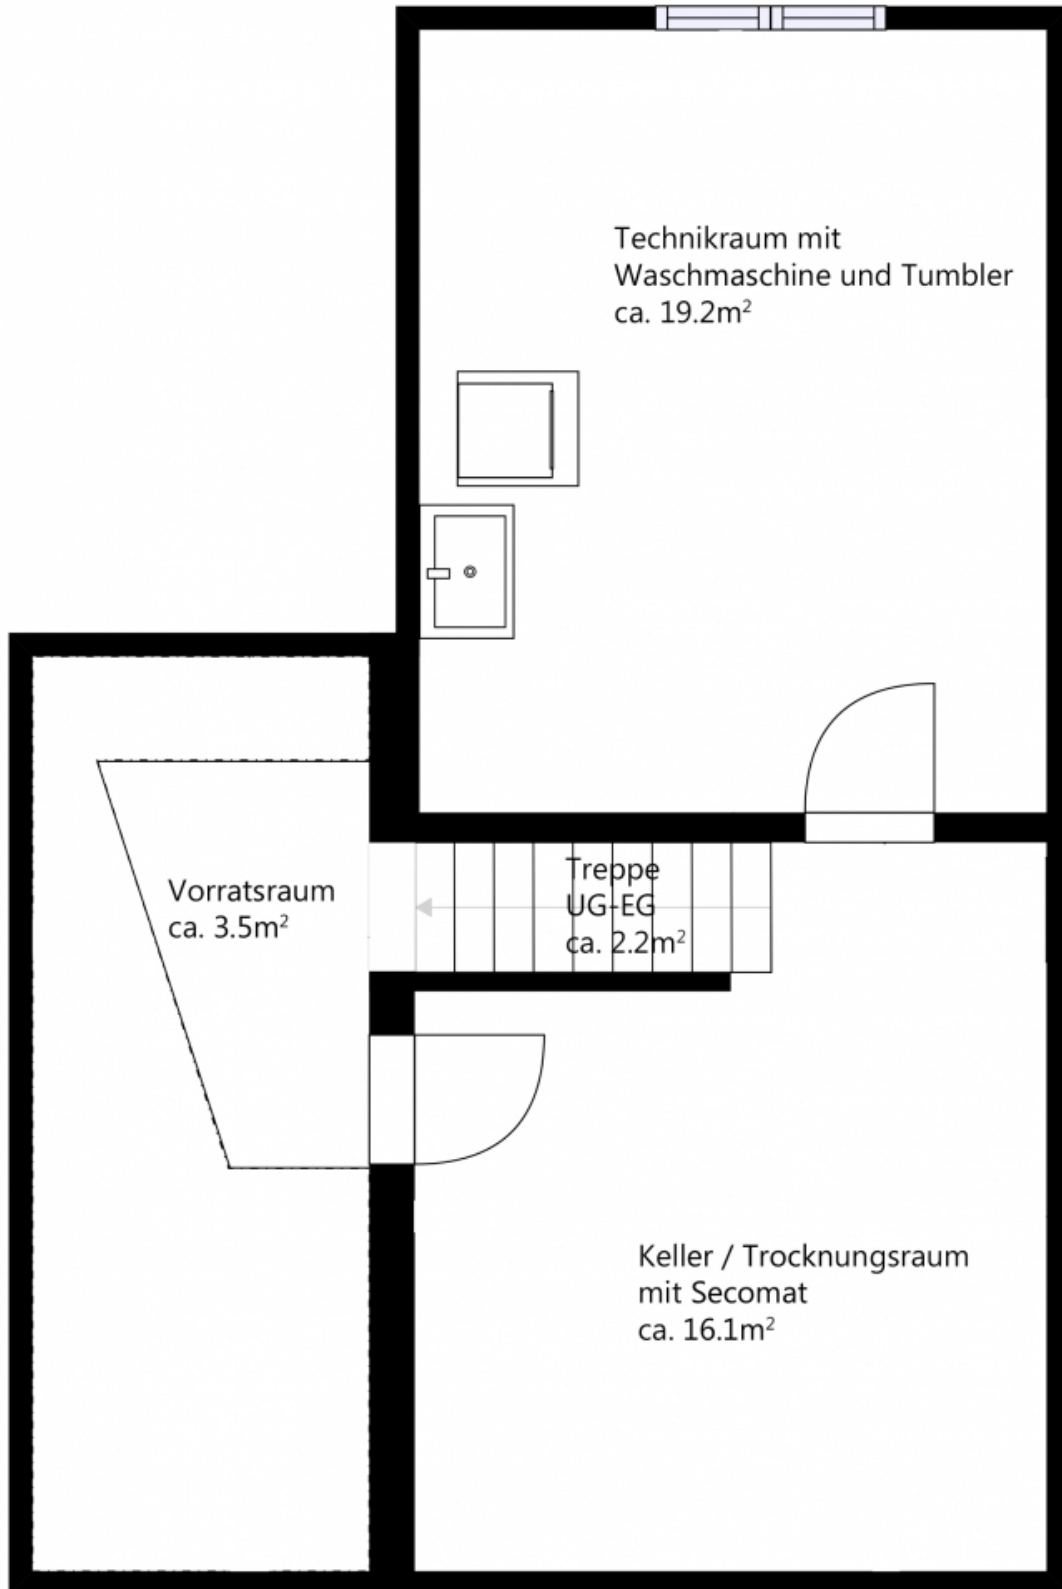 Technikraum mit
Waschmaschine und Tumbler
ca. 19.2m²
Treppe
UG-EG
ca. 2.2m²
Vorratsraum
ca. 3.5m²
Keller / Trocknungsraum
mit Secomat
ca. 16.1m²